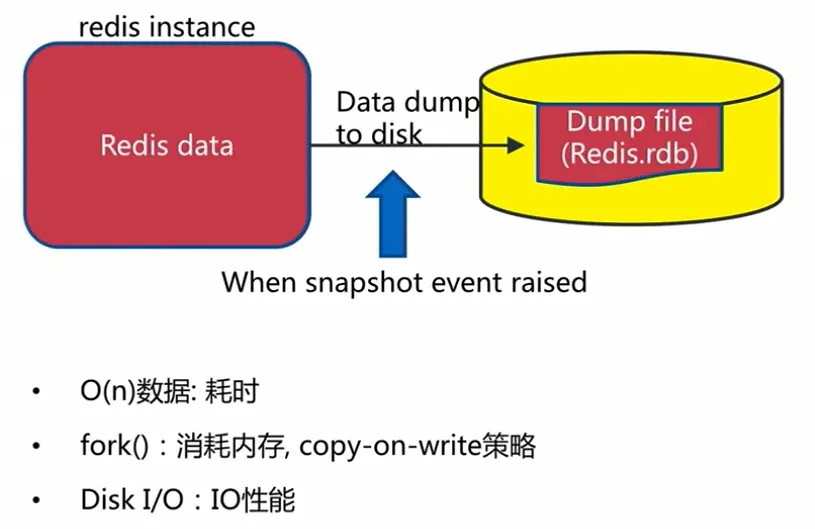 redis instance
Redis data
Data dump
to disk
Dump file
(Redis.rdb)
When snapshot event raised
• O(n)数据: 耗时
• fork()：消耗内存, copy-on-write策略
• Disk I/O：IO性能